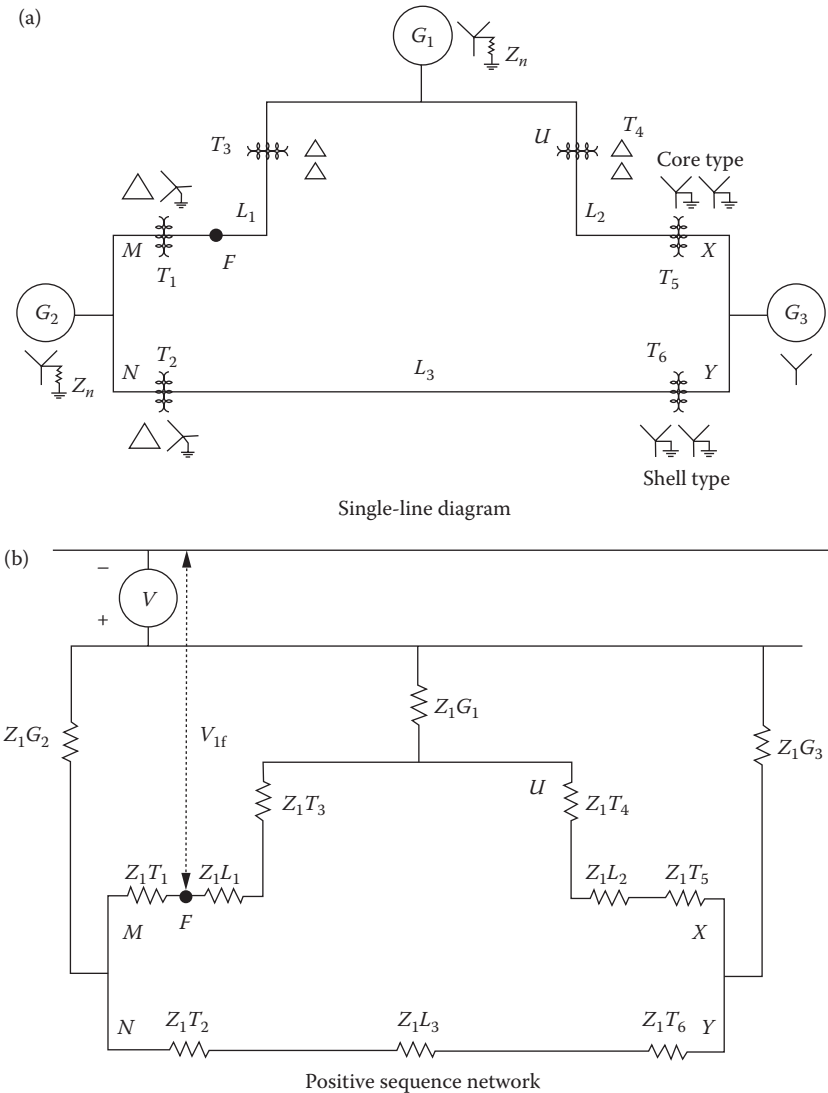 (a)
G1
Zn
T3
U
T4
Core type
L1
L2
M
F
X
T1
T5
G2
G3
T2
T6
Zn
N
L3
Y
Shell type
Single-line diagram
(b)
–
V
+
Z1G1
Z1G2
V1f
Z1G3
Z1T3
U
Z1T4
Z1T1
Z1L1
Z1L2
Z1T5
F
M
X
N
Z1T2
Z1L3
Z1T6
Y
Positive sequence network